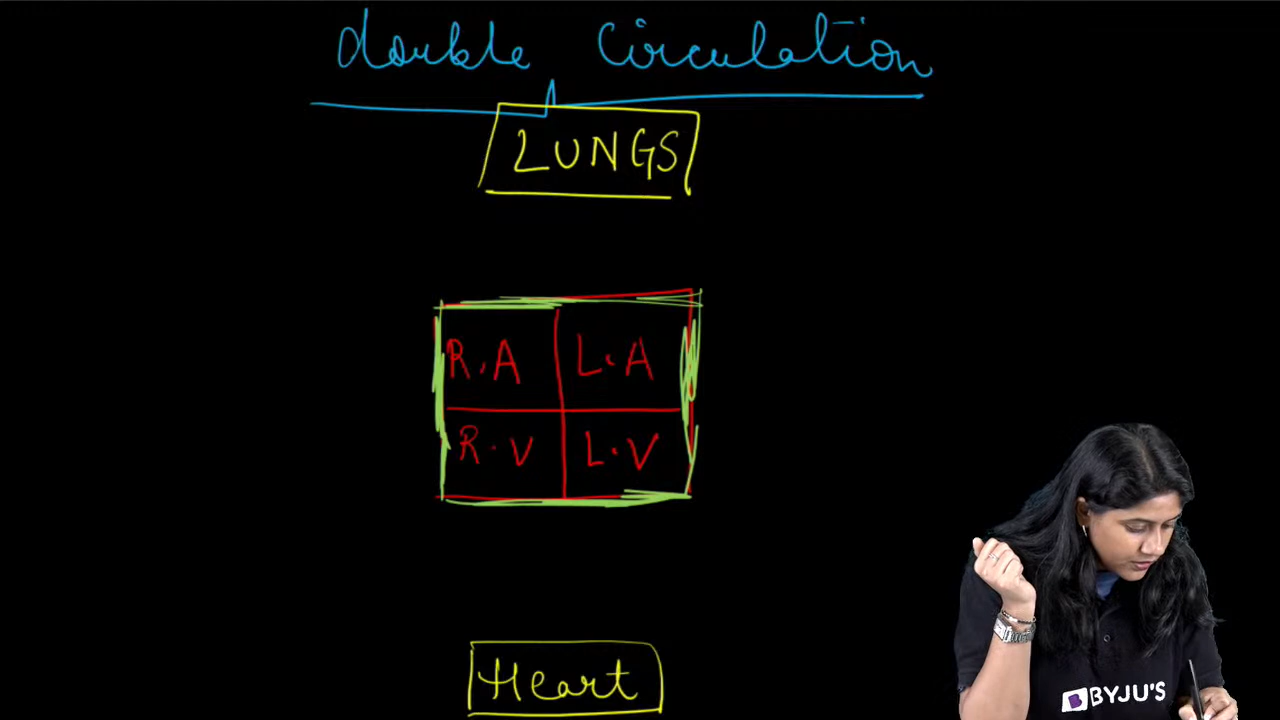 double Circulation
LUNGS
R.A L.A
R.V L.V
Heart
BYJU'S